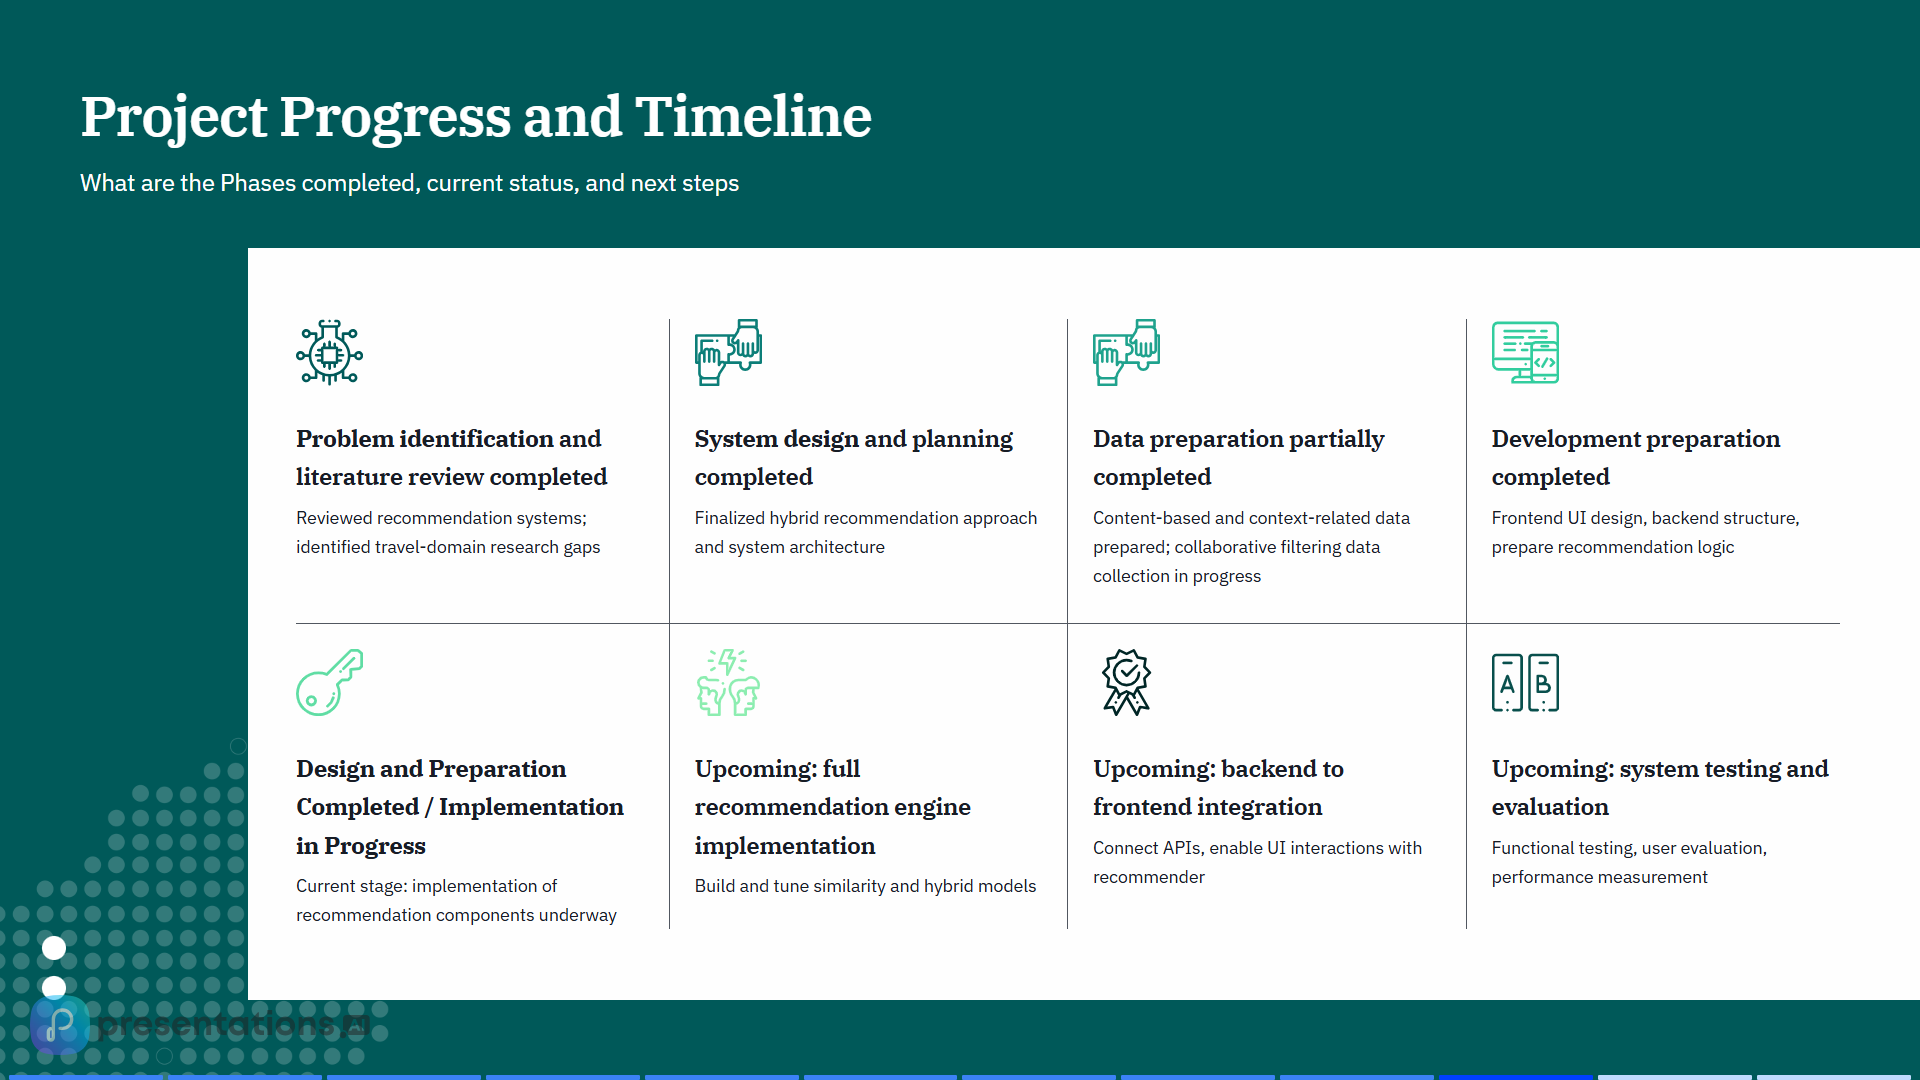 Project Progress and Timeline
What are the Phases completed, current status, and next steps
Problem identification and
literature review completed
Reviewed recommendation systems;
identified travel-domain research gaps
System design and planning
completed
Finalized hybrid recommendation approach
and system architecture
Data preparation partially
completed
Content-based and context-related data
prepared; collaborative filtering data
collection in progress
Development preparation
completed
Frontend UI design, backend structure,
prepare recommendation logic
Design and Preparation
Completed / Implementation
in Progress
Current stage: implementation of
recommendation components underway
Upcoming: full
recommendation engine
implementation
Build and tune similarity and hybrid models
Upcoming: backend to
frontend integration
Connect APIs, enable UI interactions with
recommender
A B
Upcoming: system testing and
evaluation
Functional testing, user evaluation,
performance measurement
presentations.AI